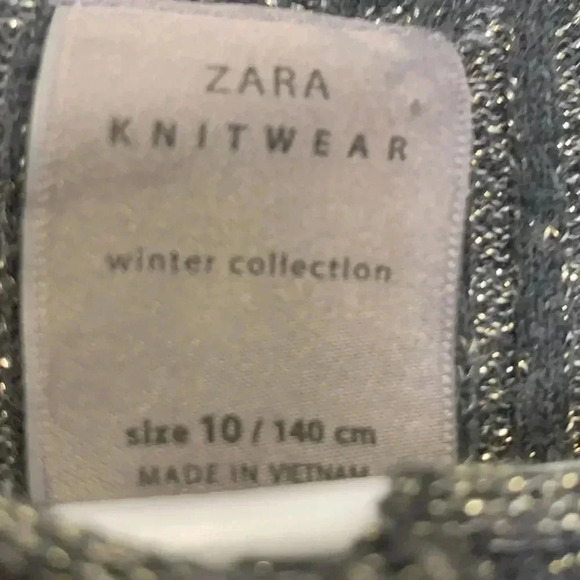 ZARA
KNITWEAR
winter collection
size 10 / 140 cm
MADE IN VIETNAM